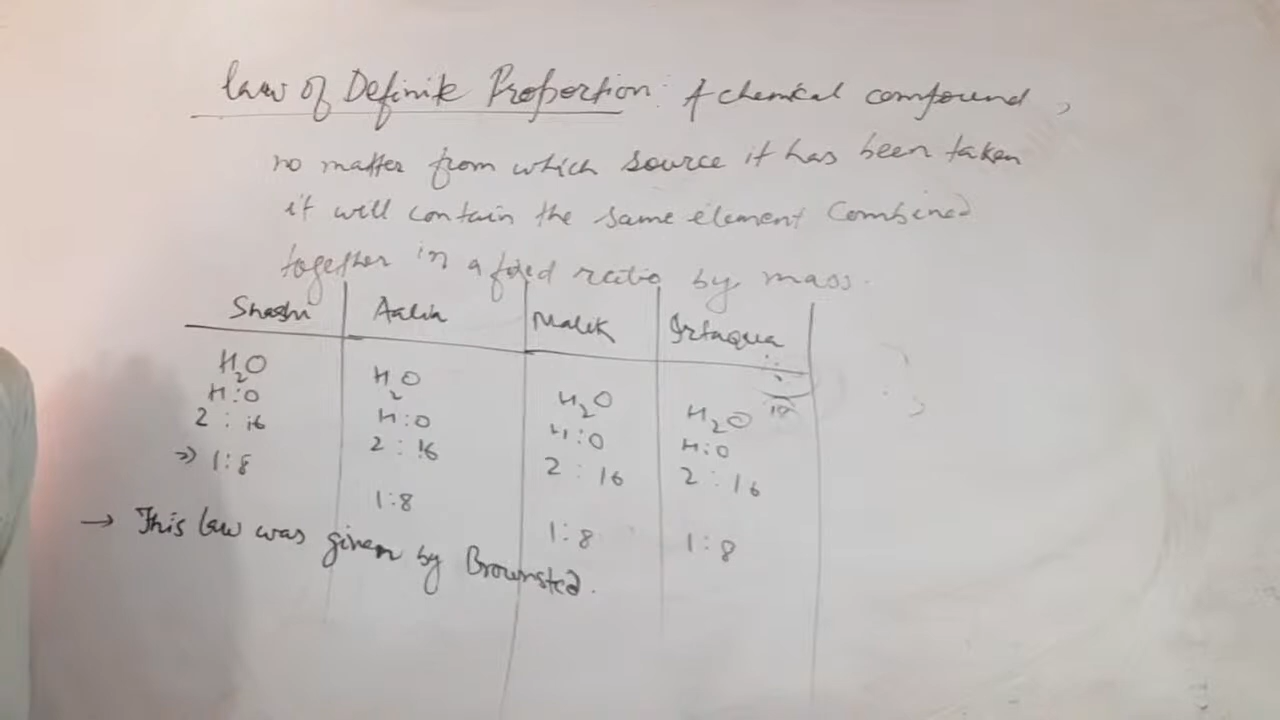 Law of Definite Proportion: A chemical compound,
no matter from which source it has been taken
it will contain the same element Combined
together in a fixed ratio by mass.
Shashi Aalia Malik Irtaqua
H₂O H₂O H₂O H₂O
H:O H:O H:O H:O
2 : 16 2 : 16 2 : 16 2 : 16
⇒ 1:8 1:8 1:8 1:8
→ This law was given by Brownsted.